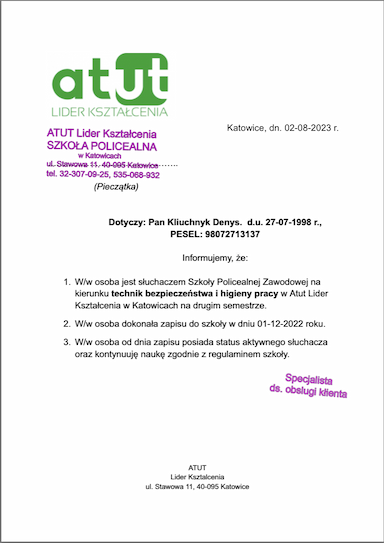 atut
LIDER KSZTAŁCENIA
ATUT Lider Kształcenia
SZKOŁA POLICEALNA
w Katowicach
ul. Stawowa 11, 40-095 Katowice
tel. 32-307-09-25, 535-068-932
(Pieczątka)
Katowice, dn. 02-08-2023 r.
Dotyczy: Pan Kliuchnyk Denys. d.u. 27-07-1998 r.,
PESEL: 98072713137
Informujemy, że:
1. W/w osoba jest słuchaczem Szkoły Policealnej Zawodowej na
kierunku technik bezpieczeństwa i higieny pracy w Atut Lider
Kształcenia w Katowicach na drugim semestrze.
2. W/w osoba dokonała zapisu do szkoły w dniu 01-12-2022 roku.
3. W/w osoba od dnia zapisu posiada status aktywnego słuchacza
oraz kontynuuję naukę zgodnie z regulaminem szkoły.
Specjalista
ds. obsługi klienta
ATUT
Lider Kształcenia
ul. Stawowa 11, 40-095 Katowice